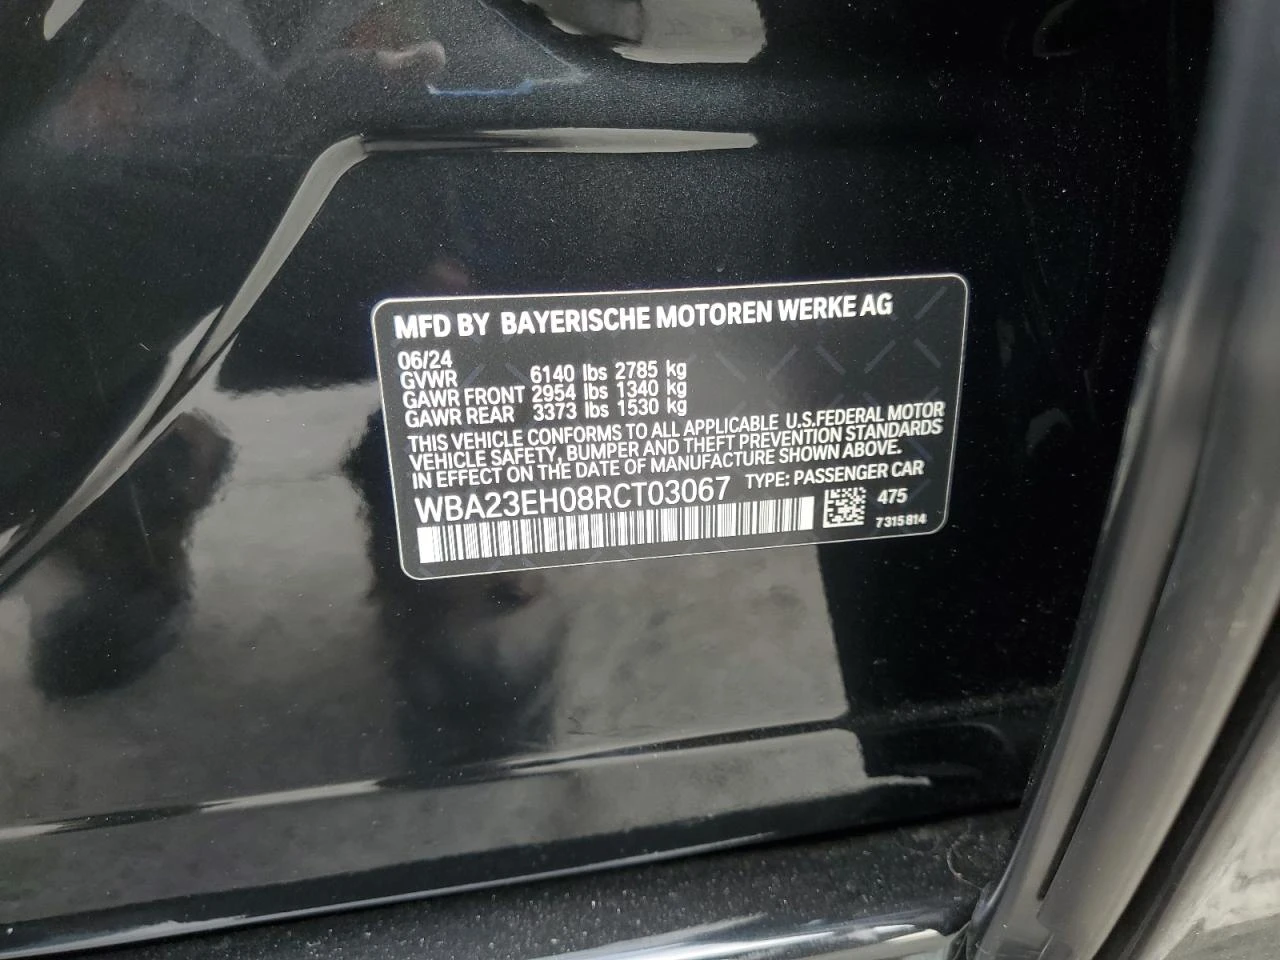 MFD BY BAYERISCHE MOTOREN WERKE AG
06/24
GVWR 6140 lbs 2785 kg
GAWR FRONT 2954 lbs 1340 kg
GAWR REAR 3373 lbs 1530 kg
THIS VEHICLE CONFORMS TO ALL APPLICABLE U.S.FEDERAL MOTOR
VEHICLE SAFETY, BUMPER AND THEFT PREVENTION STANDARDS
IN EFFECT ON THE DATE OF MANUFACTURE SHOWN ABOVE.
WBA23EH08RCT03067 TYPE: PASSENGER CAR
475
7315814